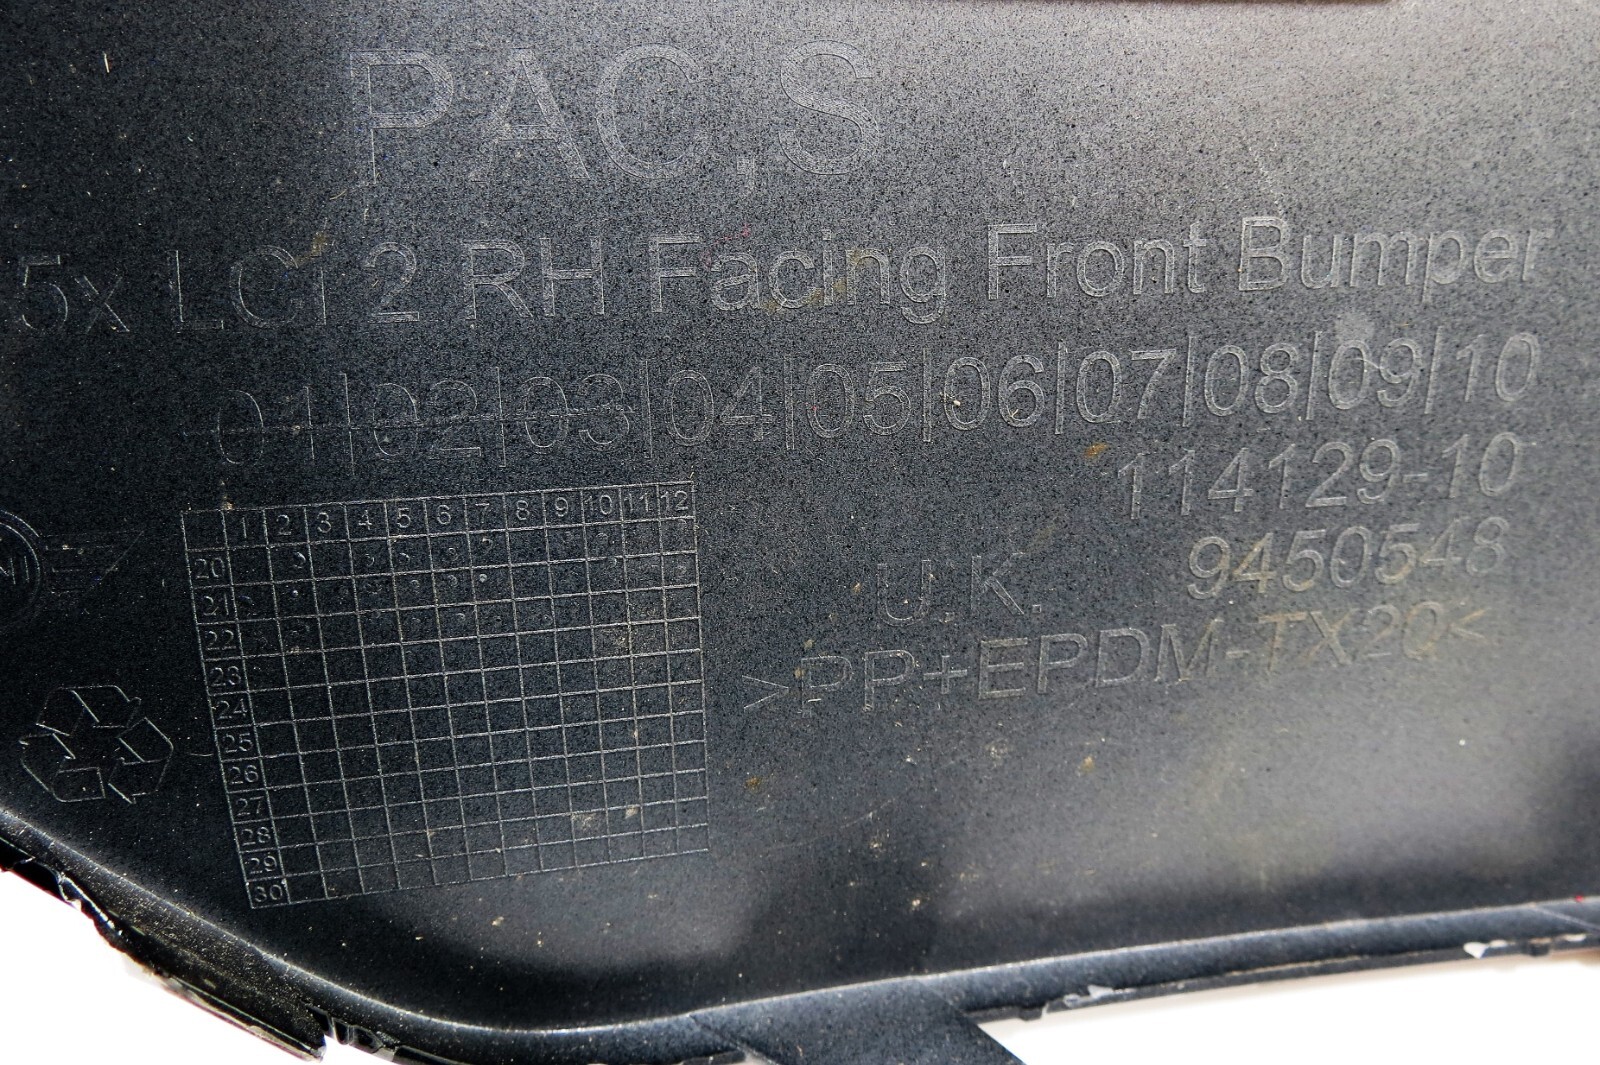 PAC,S
5x LCI 2 RH Facing Front Bumper
01|02|03|04|05|06|07|08|09|10
114129-10
U.K. 9450548
>PP+EPDM-TX20<
1 2 3 4 5 6 7 8 9 10 11 12
20
21
22
23
24
25
26
27
28
29
30